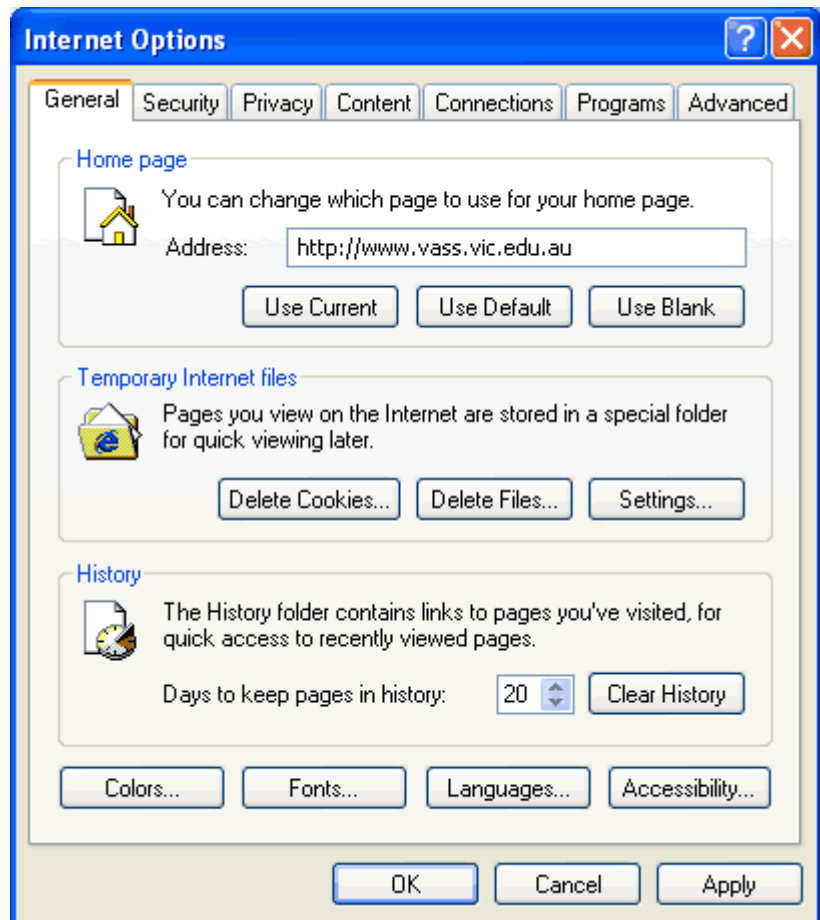 Internet Options
General Security Privacy Content Connections Programs Advanced
Home page
You can change which page to use for your home page.
Address: http://www.vass.vic.edu.au
Use Current Use Default Use Blank
Temporary Internet files
Pages you view on the Internet are stored in a special folder
for quick viewing later.
Delete Cookies... Delete Files... Settings...
History
The History folder contains links to pages you've visited, for
quick access to recently viewed pages.
Days to keep pages in history: 20 Clear History
Colors... Fonts... Languages... Accessibility...
OK Cancel Apply